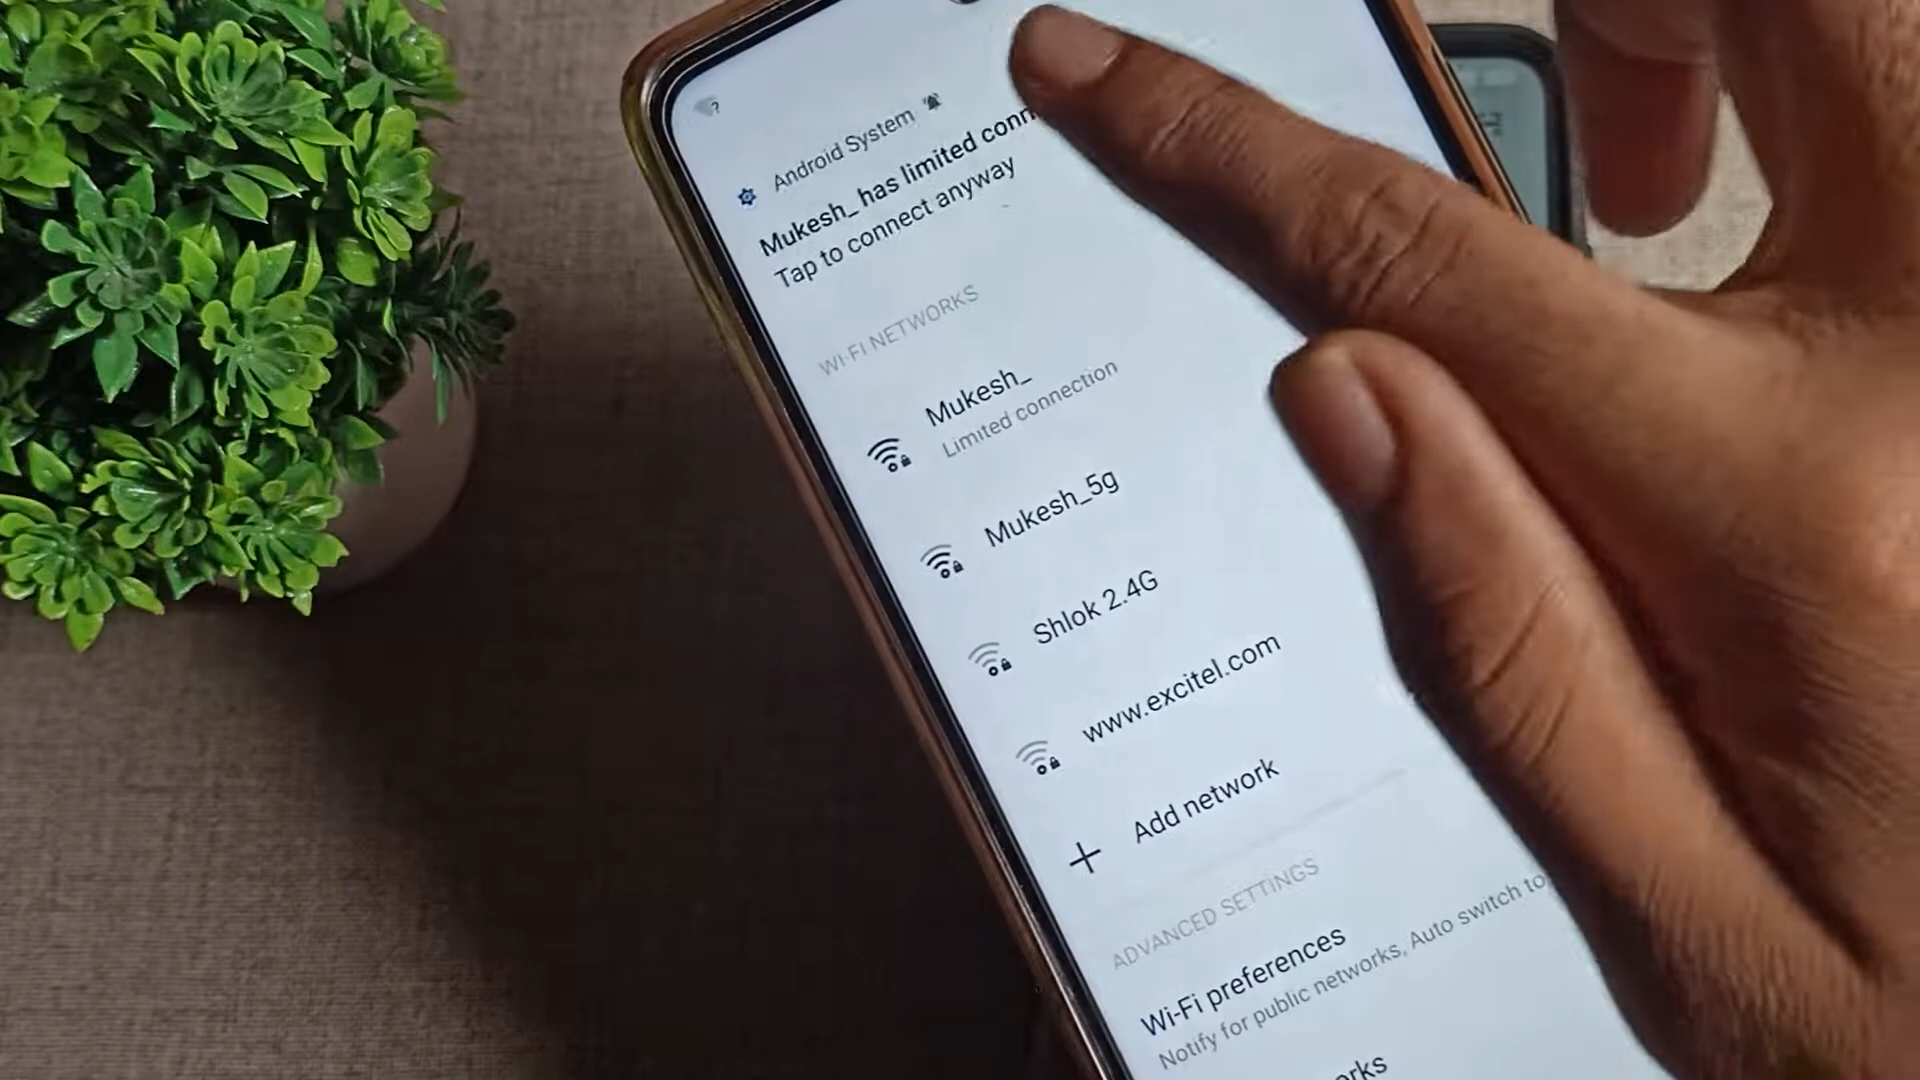 ?
Android System
Mukesh_ has limited
Tap to connect anyway
WI-FI NETWORKS
Mukesh_
Limited connection
Mukesh_5g
Shlok 2.4G
www.excitel.com
Add network
ADVANCED SETTINGS
Wi-Fi preferences
Notify for public networks, Auto switch to